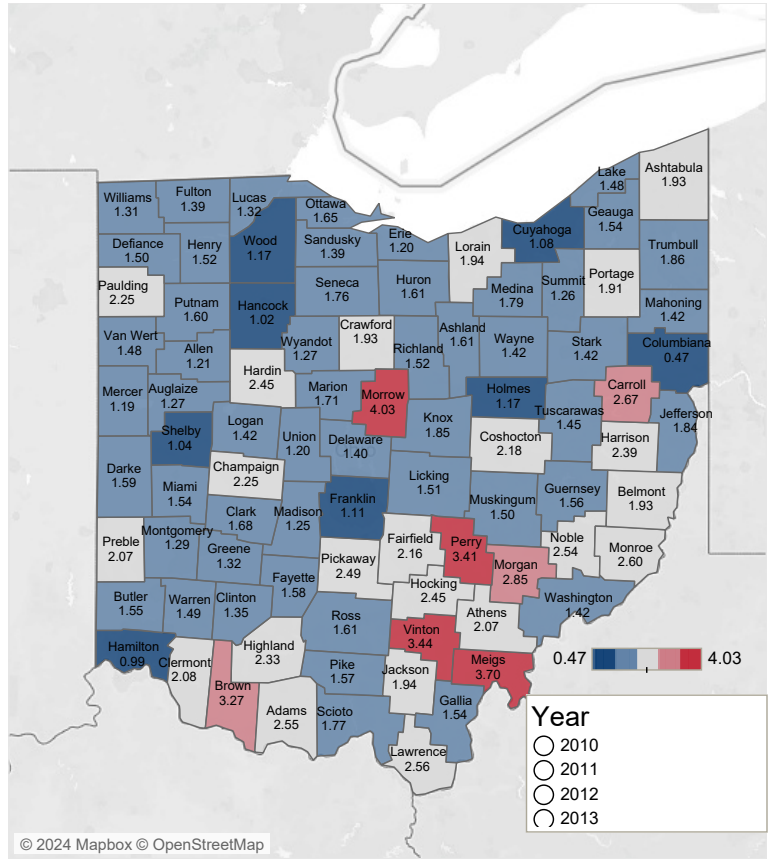 Williams
1.31
Fulton
1.39
Lucas
1.32
Ottawa
1.65
Lake
1.48
Ashtabula
1.93
Defiance
1.50
Henry
1.52
Wood
1.17
Sandusky
1.39
Erie
1.20
Lorain
1.94
Cuyahoga
1.08
Geauga
1.54
Trumbull
1.86
Paulding
2.25
Putnam
1.60
Hancock
1.02
Seneca
1.76
Huron
1.61
Medina
1.79
Summit
1.26
Portage
1.91
Mahoning
1.42
Van Wert
1.48
Allen
1.21
Wyandot
1.27
Crawford
1.93
Richland
1.52
Ashland
1.61
Wayne
1.42
Stark
1.42
Columbiana
0.47
Mercer
1.19
Auglaize
1.27
Hardin
2.45
Marion
1.71
Morrow
4.03
Holmes
1.17
Carroll
2.67
Shelby
1.04
Logan
1.42
Union
1.20
Delaware
1.40
Knox
1.85
Coshocton
2.18
Tuscarawas
1.45
Harrison
2.39
Jefferson
1.84
Darke
1.59
Miami
1.54
Champaign
2.25
Clark
1.68
Madison
1.25
Franklin
1.11
Licking
1.51
Muskingum
1.50
Guernsey
1.56
Belmont
1.93
Preble
2.07
Montgomery
1.29
Greene
1.32
Fayette
1.58
Pickaway
2.49
Fairfield
2.16
Perry
3.41
Morgan
2.85
Noble
2.54
Monroe
2.60
Butler
1.55
Warren
1.49
Clinton
1.35
Ross
1.61
Hocking
2.45
Athens
2.07
Washington
1.42
Hamilton
0.99
Clermont
2.08
Brown
3.27
Highland
2.33
Pike
1.57
Vinton
3.44
Meigs
3.70
Jackson
1.94
Adams
2.55
Scioto
1.77
Gallia
1.54
Lawrence
2.56
0.47 4.03
Year
2010
2011
2012
2013
© 2024 Mapbox © OpenStreetMap